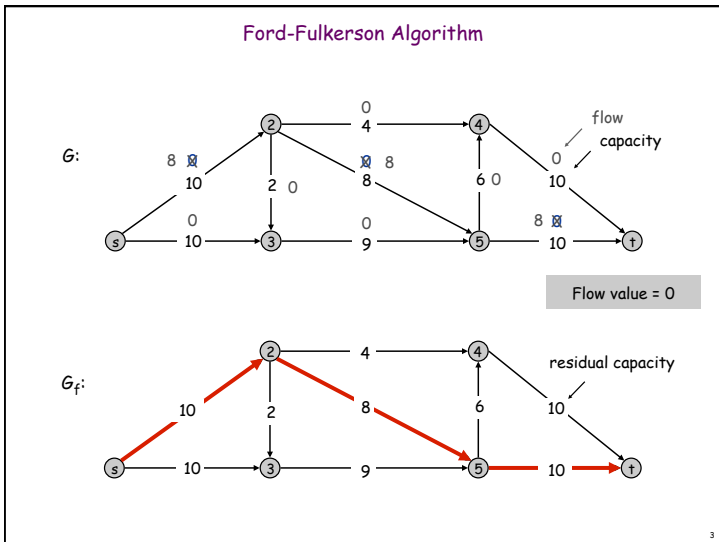 Ford-Fulkerson Algorithm
0
2 4 4
flow
G: 8 0 0 8 0 capacity
10 2 0 8 6 0 10
0 0 8 0
s 10 3 9 5 10 t
Flow value = 0
2 4 4
residual capacity
Gf:
10 2 8 6 10
s 10 3 9 5 10 t
3